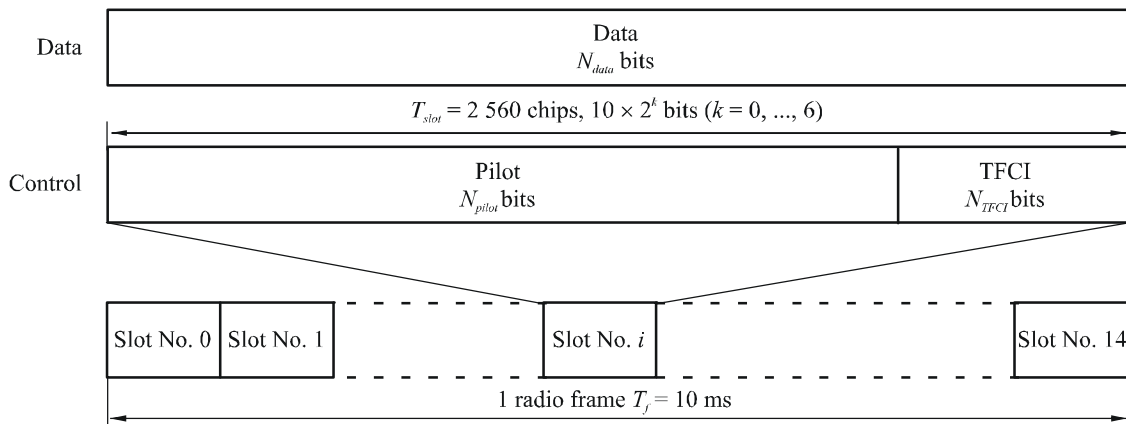 Data
Data
N_data bits
T_slot = 2 560 chips, 10 × 2^k bits (k = 0, ..., 6)
Control
Pilot
N_pilot bits
TFCI
N_TFCI bits
Slot No. 0
Slot No. 1
Slot No. i
Slot No. 14
1 radio frame T_f = 10 ms